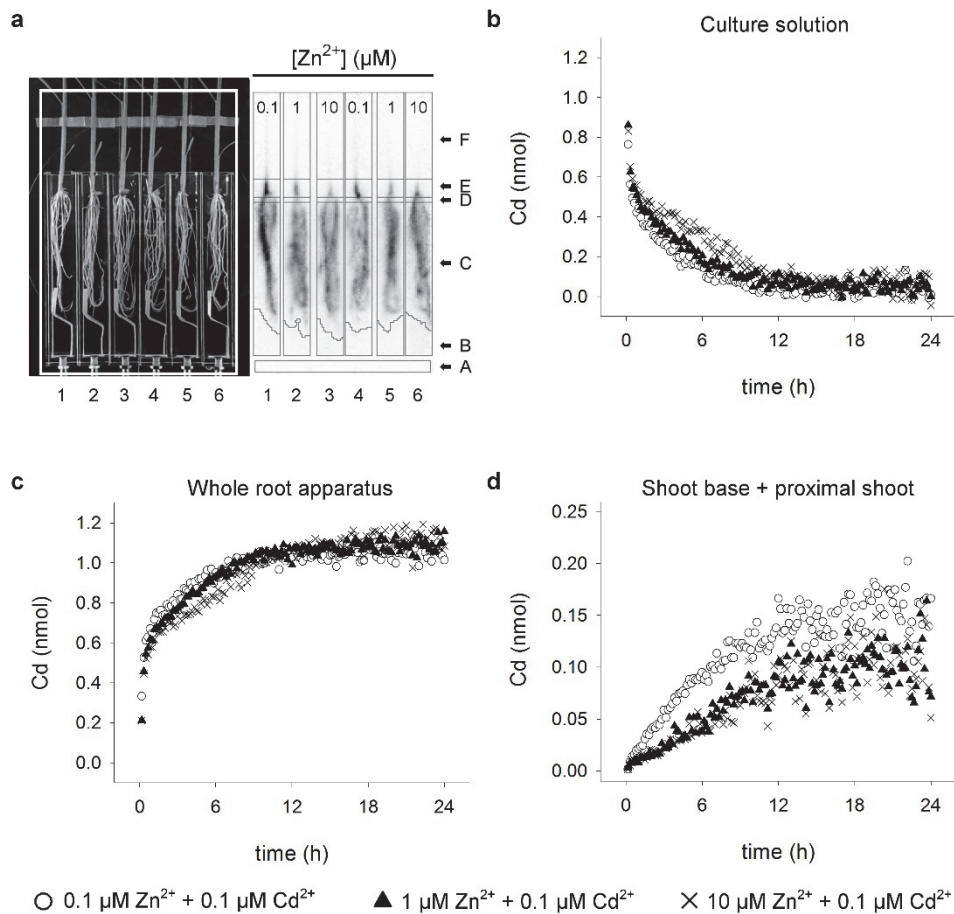 a
[Zn²⁺] (µM)
0.1 1 10 0.1 1 10
F
E
D
C
B
A
1 2 3 4 5 6 1 2 3 4 5 6
b
Culture solution
Cd (nmol)
1.2
1.0
0.8
0.6
0.4
0.2
0.0
0 6 12 18 24
time (h)
c
Whole root apparatus
Cd (nmol)
1.2
1.0
0.8
0.6
0.4
0.2
0.0
0 6 12 18 24
time (h)
d
Shoot base + proximal shoot
Cd (nmol)
0.25
0.20
0.15
0.10
0.05
0.00
0 6 12 18 24
time (h)
0.1 µM Zn²⁺ + 0.1 µM Cd²⁺ 1 µM Zn²⁺ + 0.1 µM Cd²⁺ 10 µM Zn²⁺ + 0.1 µM Cd²⁺